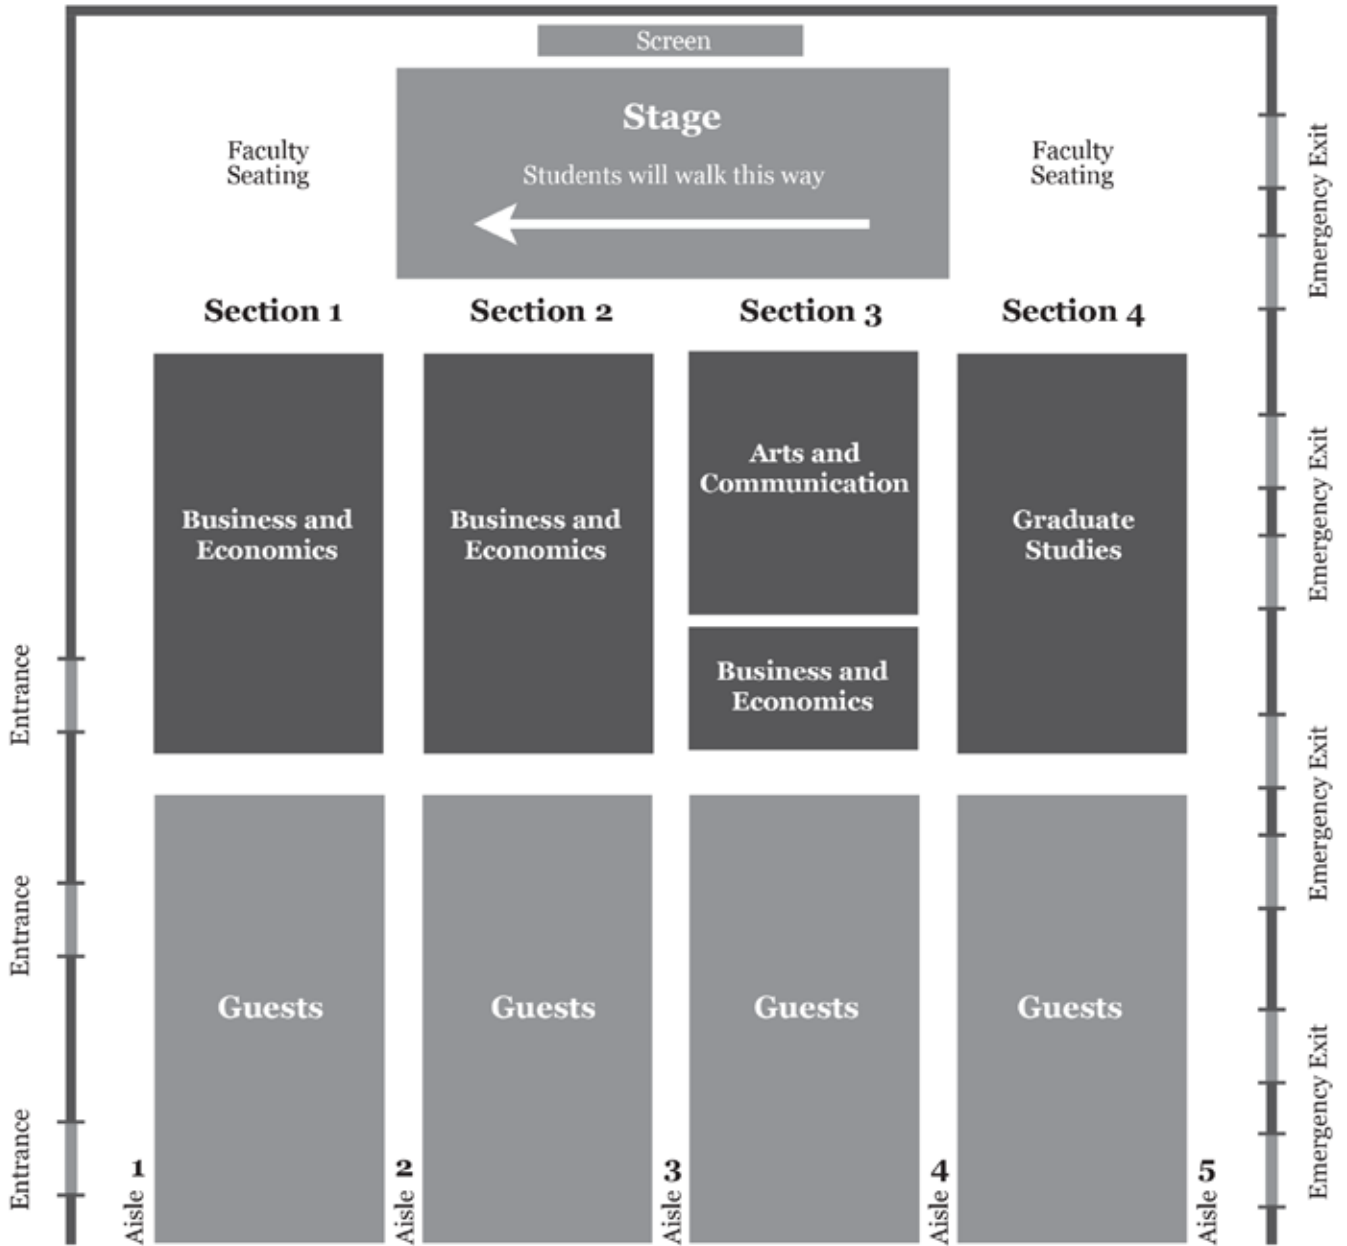 Screen
Stage
Students will walk this way
Faculty
Seating
Faculty
Seating
Emergency Exit
Section 1
Section 2
Section 3
Section 4
Business and
Economics
Business and
Economics
Arts and
Communication
Business and
Economics
Graduate
Studies
Emergency Exit
Entrance
Emergency Exit
Entrance
Guests
Guests
Guests
Guests
Entrance
Emergency Exit
Aisle 1
Aisle 2
Aisle 3
Aisle 4
Aisle 5